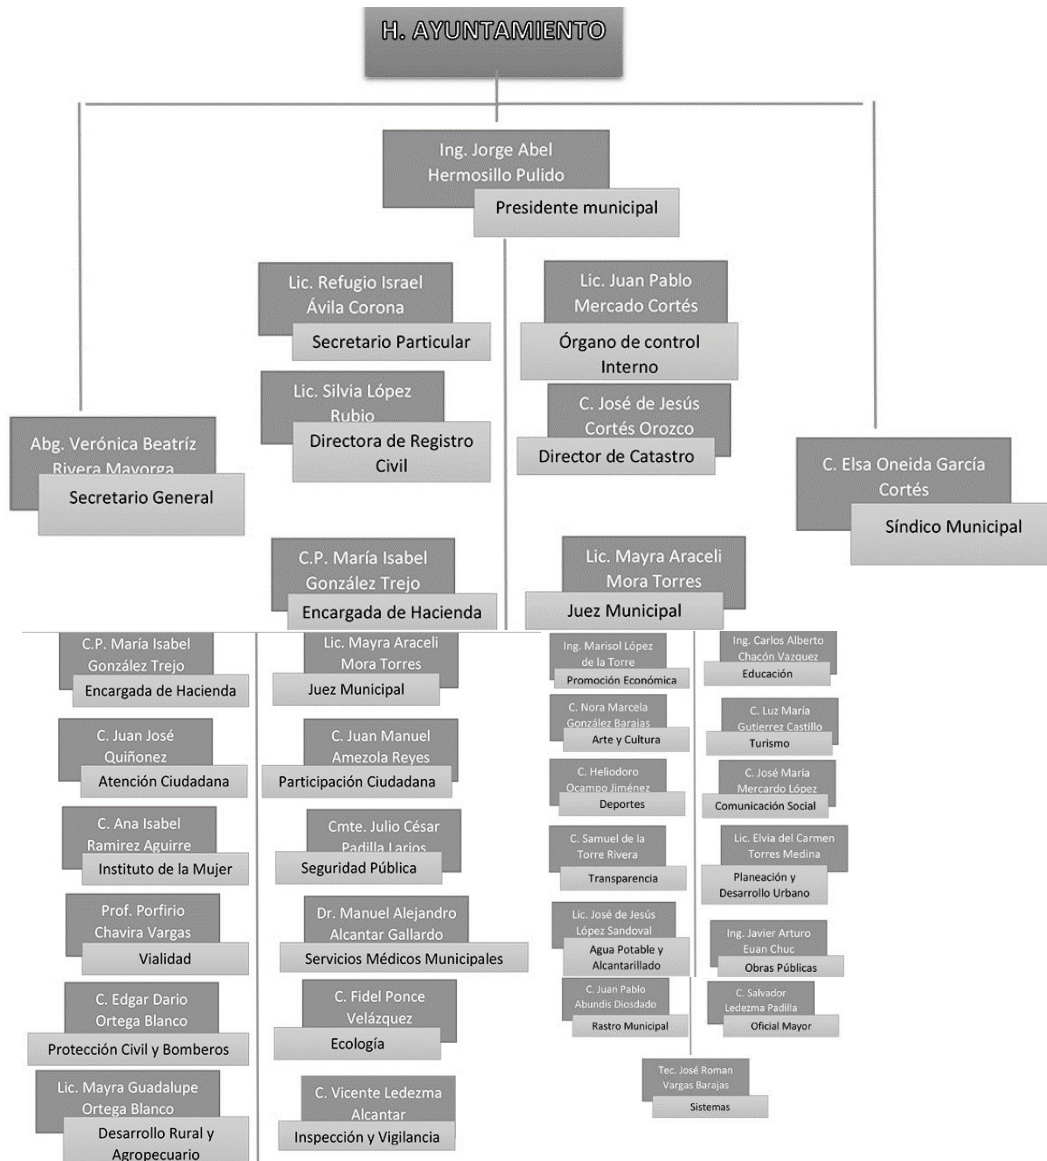 H. AYUNTAMIENTO
Ing. Jorge Abel
Hermosillo Pulido
Presidente municipal
Lic. Refugio Israel
Ávila Corona
Secretario Particular
Lic. Juan Pablo
Mercado Cortés
Órgano de control
Interno
Lic. Silvia López
Rubio
Directora de Registro
Civil
C. José de Jesús
Cortés Orozco
Director de Catastro
Abg. Verónica Beatríz
Rivera Mayorga
Secretario General
C. Elsa Oneida García
Cortés
Síndico Municipal
C.P. María Isabel
González Trejo
Encargada de Hacienda
Lic. Mayra Araceli
Mora Torres
Juez Municipal
C.P. María Isabel
González Trejo
Encargada de Hacienda
Lic. Mayra Araceli
Mora Torres
Juez Municipal
C. Juan José
Quiñonez
Atención Ciudadana
C. Juan Manuel
Amezola Reyes
Participación Ciudadana
C. Ana Isabel
Ramirez Aguirre
Instituto de la Mujer
Cmte. Julio César
Padilla Larios
Seguridad Pública
Prof. Porfirio
Chavira Vargas
Vialidad
Dr. Manuel Alejandro
Alcantar Gallardo
Servicios Médicos Municipales
C. Edgar Dario
Ortega Blanco
Protección Civil y Bomberos
C. Fidel Ponce
Velázquez
Ecología
Lic. Mayra Guadalupe
Ortega Blanco
Desarrollo Rural y
Agropecuario
C. Vicente Ledezma
Alcantar
Inspección y Vigilancia
Ing. Marisol López
de la Torre
Promoción Económica
Ing. Carlos Alberto
Chacón Vazquez
Educación
C. Nora Marcela
González Barajas
Arte y Cultura
C. Luz María
Gutierrez Castillo
Turismo
C. Heliodoro
Ocampo Jiménez
Deportes
C. José María
Mercardo López
Comunicación Social
C. Samuel de la
Torre Rivera
Transparencia
Lic. Elvia del Carmen
Torres Medina
Planeación y
Desarrollo Urbano
Lic. José de Jesús
López Sandoval
Agua Potable y
Alcantarillado
Ing. Javier Arturo
Euan Chuc
Obras Públicas
C. Juan Pablo
Abundis Diosdado
Rastro Municipal
C. Salvador
Ledezma Padilla
Oficial Mayor
Tec. José Roman
Vargas Barajas
Sistemas